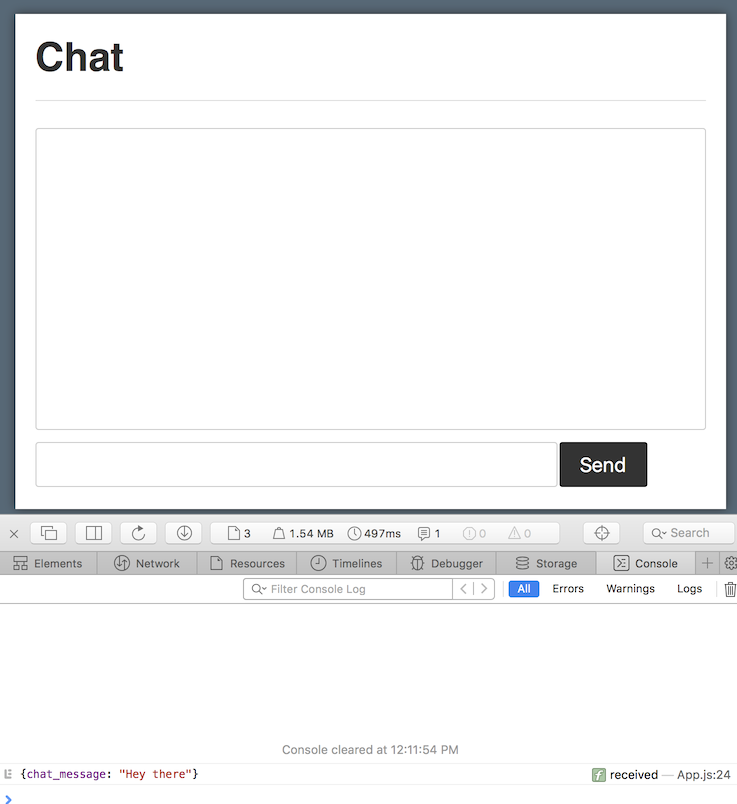 Chat
Send
3 1.54 MB 497ms 1 0 0 Search
Elements Network Resources Timelines Debugger Storage Console
Filter Console Log All Errors Warnings Logs
Console cleared at 12:11:54 PM
{chat_message: "Hey there"} f received — App.js:24